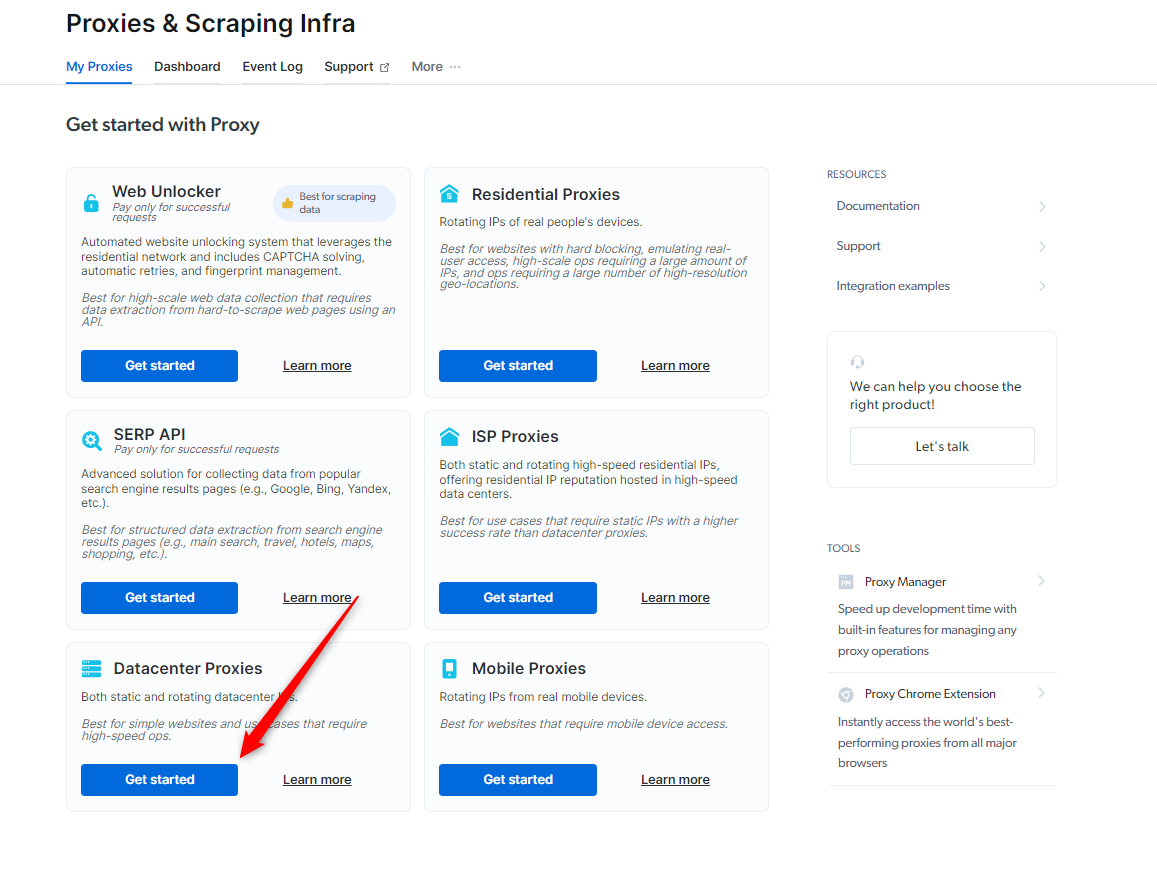 Proxies & Scraping Infra
My Proxies
Dashboard
Event Log
Support
More
Get started with Proxy
Web Unlocker
Pay only for successful
requests
Best for scraping
data
Automated website unlocking system that leverages the
residential network and includes CAPTCHA solving,
automatic retries, and fingerprint management.
Best for high-scale web data collection that requires
data extraction from hard-to-scrape web pages using an
API.
Get started
Learn more
Residential Proxies
Rotating IPs of real people's devices.
Best for websites with hard blocking, emulating real-
user access, high-scale ops requiring a large amount of
IPs, and ops requiring a large number of high-resolution
geo-locations.
Get started
Learn more
SERP API
Pay only for successful requests
Advanced solution for collecting data from popular
search engine results pages (e.g., Google, Bing, Yandex,
etc.).
Best for structured data extraction from search engine
results pages (e.g., main search, travel, hotels, maps,
shopping, etc.).
Get started
Learn more
ISP Proxies
Both static and rotating high-speed residential IPs,
offering residential IP reputation hosted in high-speed
data centers.
Best for use cases that require static IPs with a higher
success rate than datacenter proxies.
Get started
Learn more
Datacenter Proxies
Both static and rotating datacenter IPs.
Best for simple websites and use cases that require
high-speed ops.
Get started
Learn more
Mobile Proxies
Rotating IPs from real mobile devices.
Best for websites that require mobile device access.
Get started
Learn more
RESOURCES
Documentation
Support
Integration examples
We can help you choose the
right product!
Let's talk
TOOLS
PM
Proxy Manager
Speed up development time with
built-in features for managing any
proxy operations
Proxy Chrome Extension
Instantly access the world's best-
performing proxies from all major
browsers